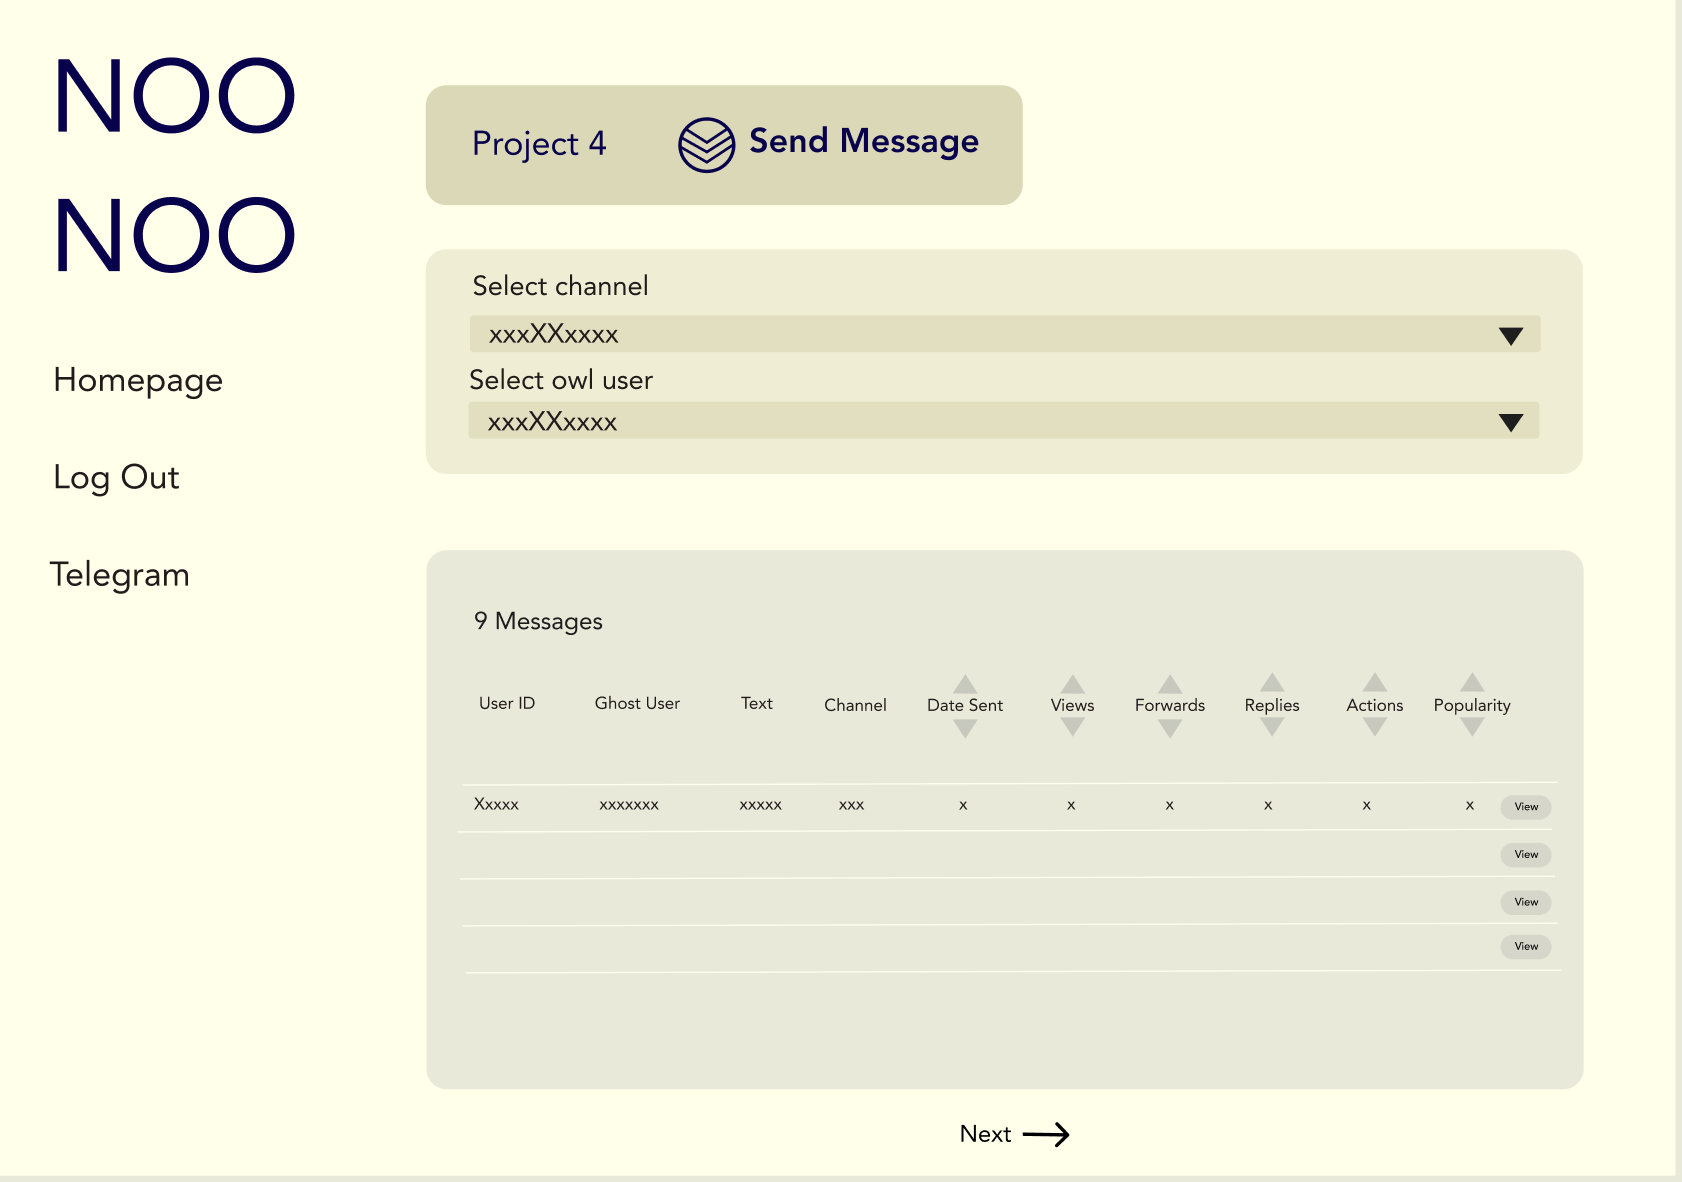 NOO
NOO
Homepage
Log Out
Telegram
Project 4 Send Message
Select channel
xxxXXxxxx
Select owl user
xxxXXxxxx
9 Messages
User ID Ghost User Text Channel Date Sent Views Forwards Replies Actions Popularity
Xxxxx xxxxxxx xxxxx xxx x x x x x x View
View
View
View
Next